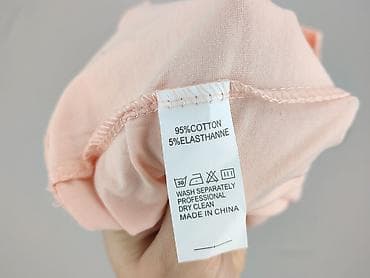 95%COTTON
5%ELASTHANNE
WASH SEPARATELY
PROFESSIONAL
DRY CLEAN
MADE IN CHINA